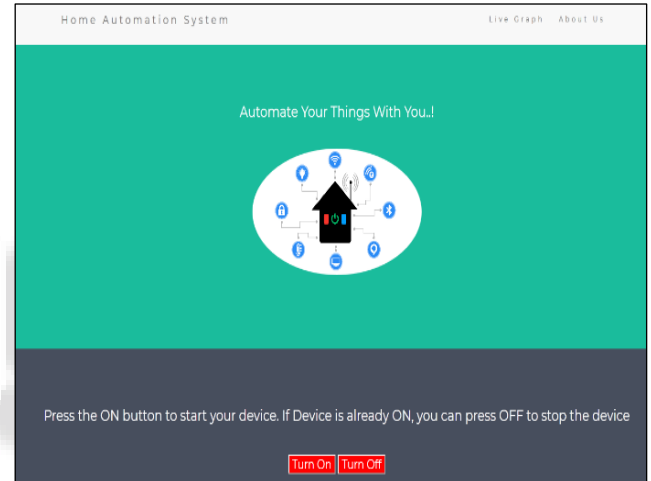 Home Automation System
Live Graph About Us
Automate Your Things With You..!
Press the ON button to start your device. If Device is already ON, you can press OFF to stop the device
Turn On Turn Off